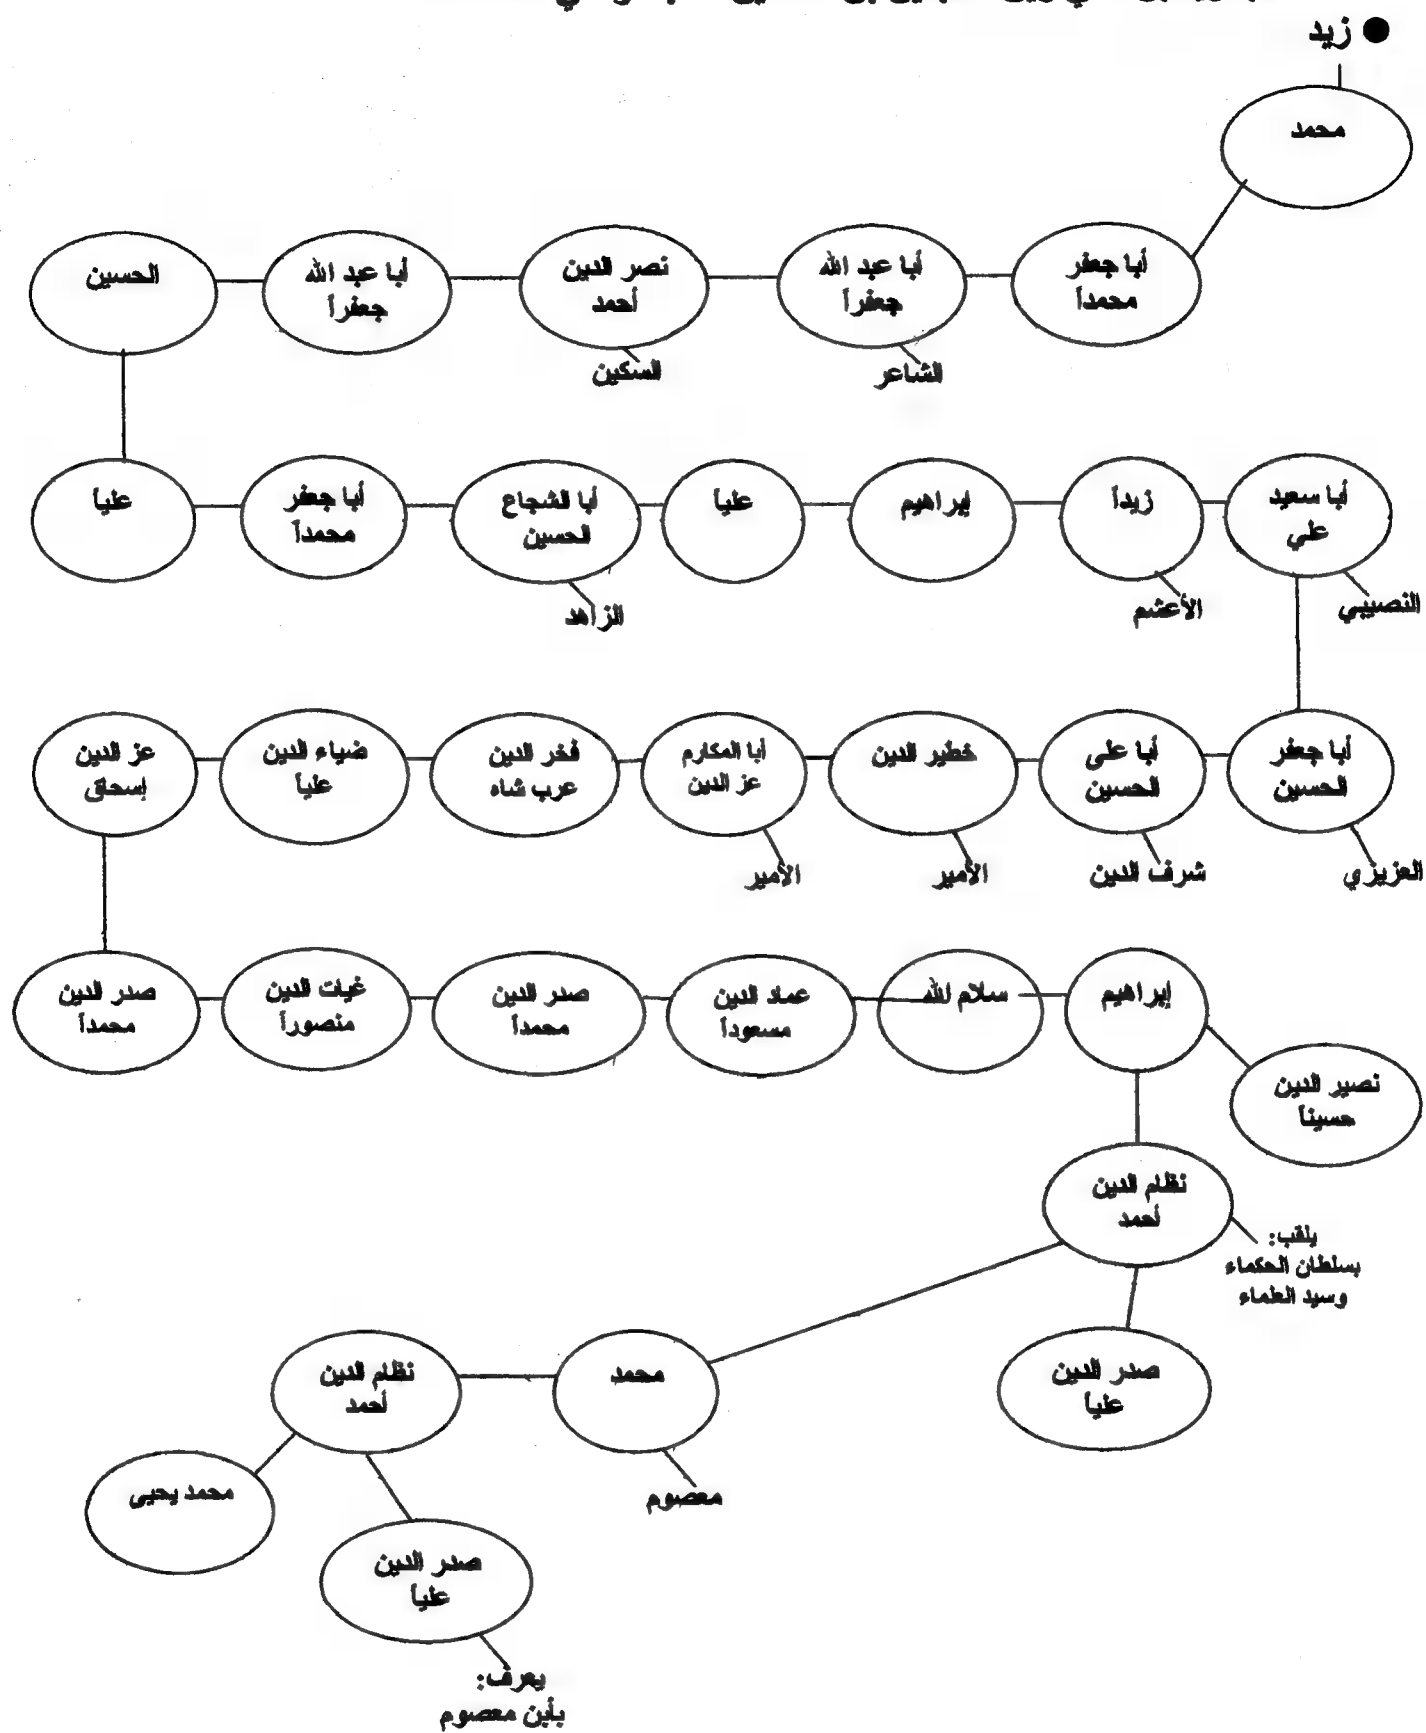 ● زيد
محمد
أبا جعفر
محمداً
أبا عبد الله
جعفراً
الشاعر
نصر الدين
أحمد
السكين
أبا عبد الله
جعفراً
الحسين
علياً
أبا جعفر
محمداً
أبا الشجاع
الحسين
الزاهد
علياً
إبراهيم
زيداً
الأعشم
أبا سعيد
علي
النصيبي
أبا جعفر
الحسين
العزيزي
أبا على
الحسين
شرف الدين
خطير الدين
الأمير
أبا المكارم
عز الدين
الأمير
فخر الدين
عرب شاه
ضياء الدين
علياً
عز الدين
إسحاق
صدر الدين
محمداً
غياث الدين
منصوراً
صدر الدين
محمداً
عماد الدين
مسعوداً
سلام الله
إبراهيم
نصير الدين
حسيناً
نظام الدين
أحمد
يلقب:
بسلطان الحكماء
وسيد العلماء
صدر الدين
علياً
محمد
معصوم
نظام الدين
أحمد
محمد يحيى
صدر الدين
علياً
يعرف:
بأبن معصوم